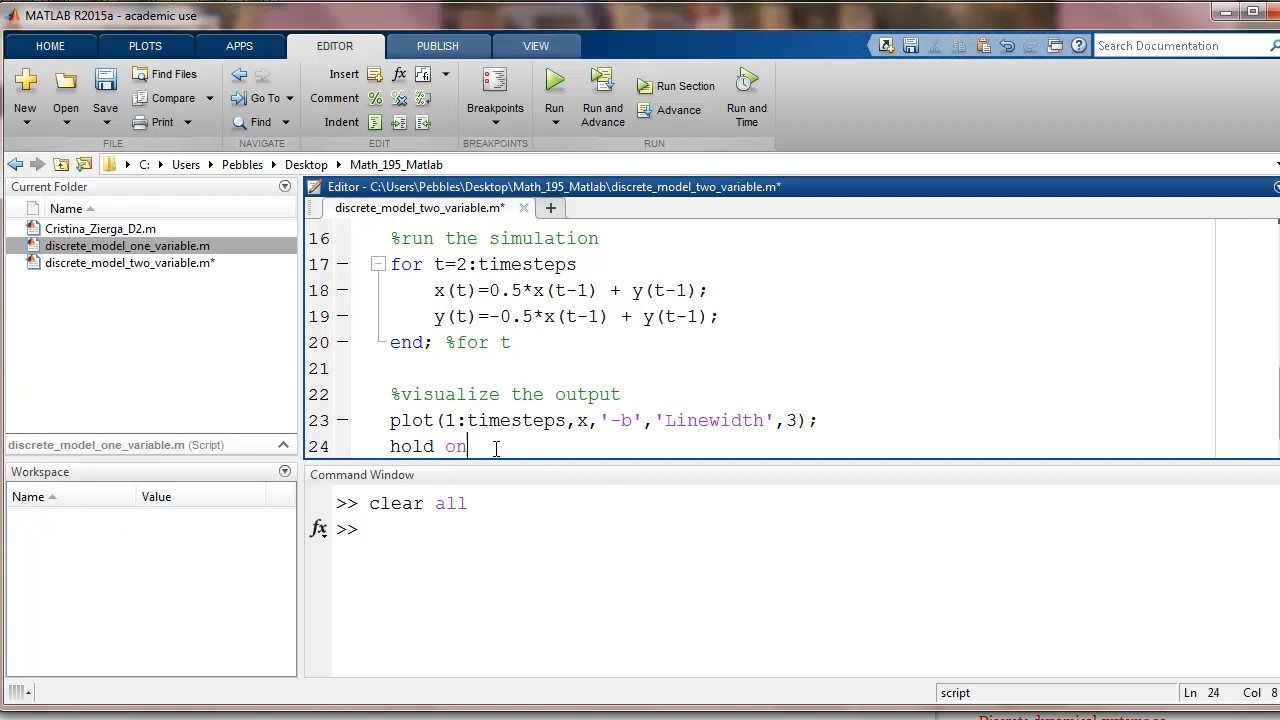 MATLAB R2015a - academic use
HOME PLOTS APPS EDITOR PUBLISH VIEW
Search Documentation
New Open Save Find Files Compare Print
Go To Find
Insert fx Comment Indent
Breakpoints
Run Run and Advance Run Section Advance Run and Time
FILE NAVIGATE EDIT BREAKPOINTS RUN
C: Users Pebbles Desktop Math_195_Matlab
Current Folder
Name
Cristina_Zierga_D2.m
discrete_model_one_variable.m
discrete_model_two_variable.m*
discrete_model_one_variable.m (Script)
Workspace
Name Value
Editor - C:\Users\Pebbles\Desktop\Math_195_Matlab\discrete_model_two_variable.m*
discrete_model_two_variable.m*
16 %run the simulation
17 for t=2:timesteps
18 x(t)=0.5*x(t-1) + y(t-1);
19 y(t)=-0.5*x(t-1) + y(t-1);
20 end; %for t
21
22 %visualize the output
23 plot(1:timesteps,x,'-b','Linewidth',3);
24 hold on
Command Window
>> clear all
fx >>
script Ln 24 Col 8